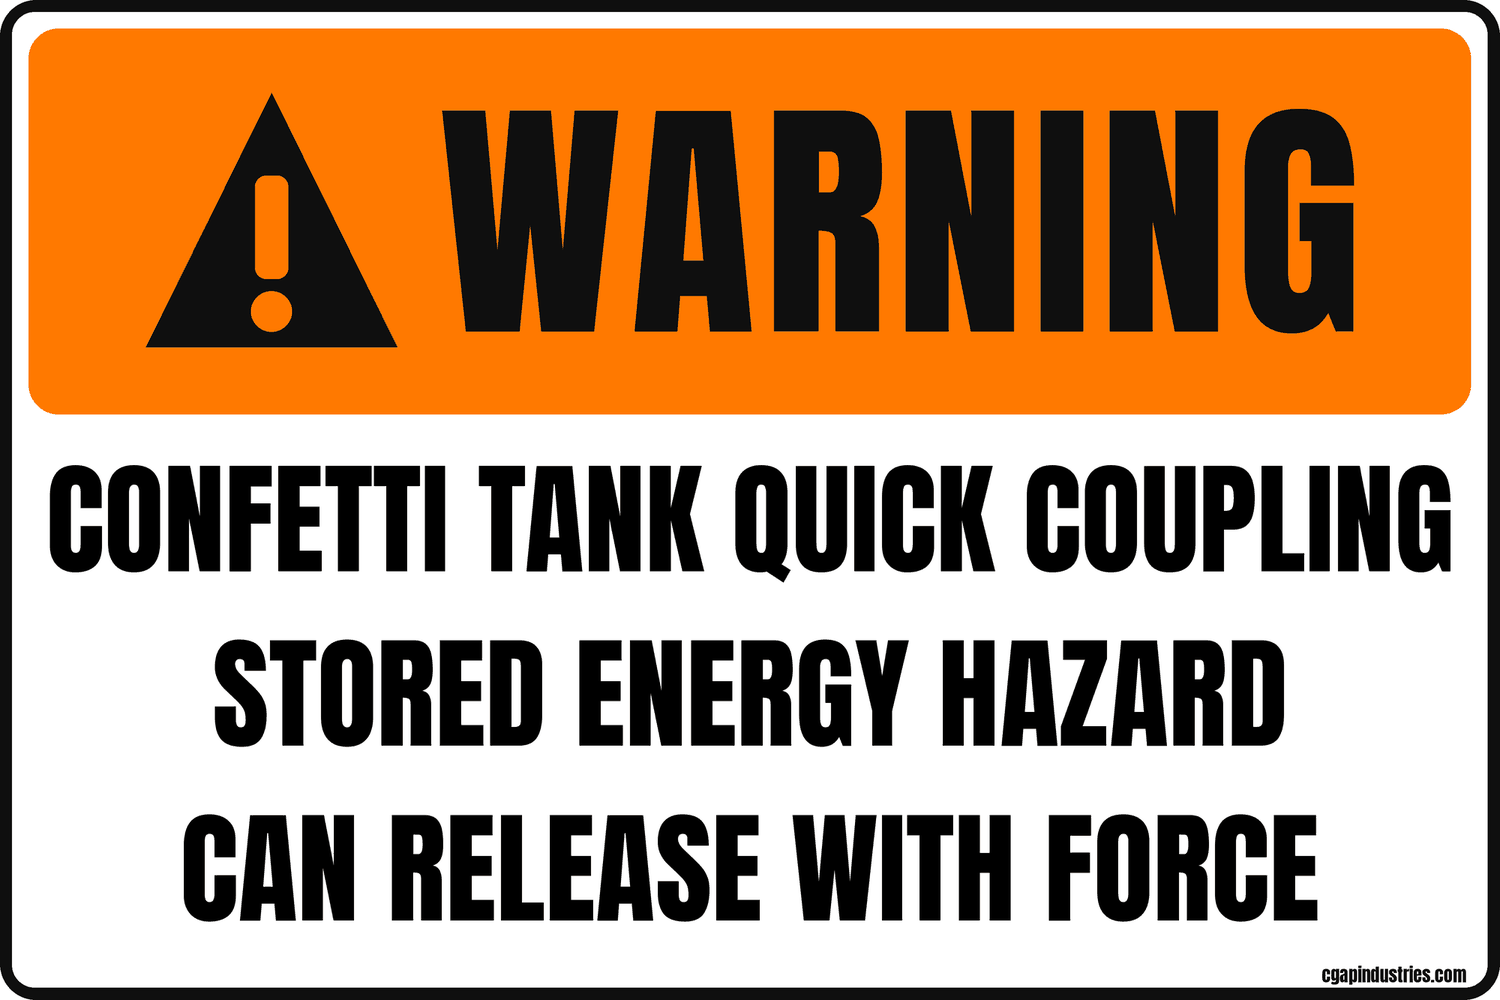 WARNING
CONFETTI TANK QUICK COUPLING
STORED ENERGY HAZARD
CAN RELEASE WITH FORCE
cgapindustries.com